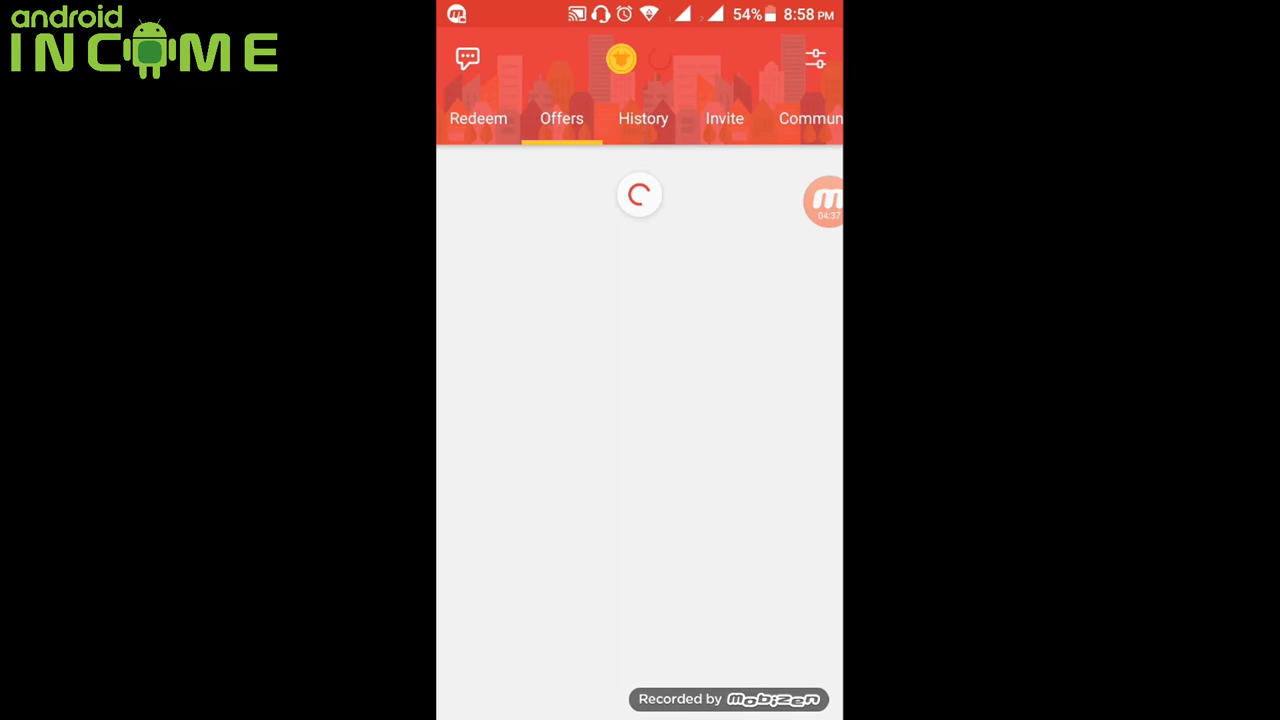 android
INCOME
54% 8:58 PM
Redeem Offers History Invite Commun
04:37
Recorded by mobizen